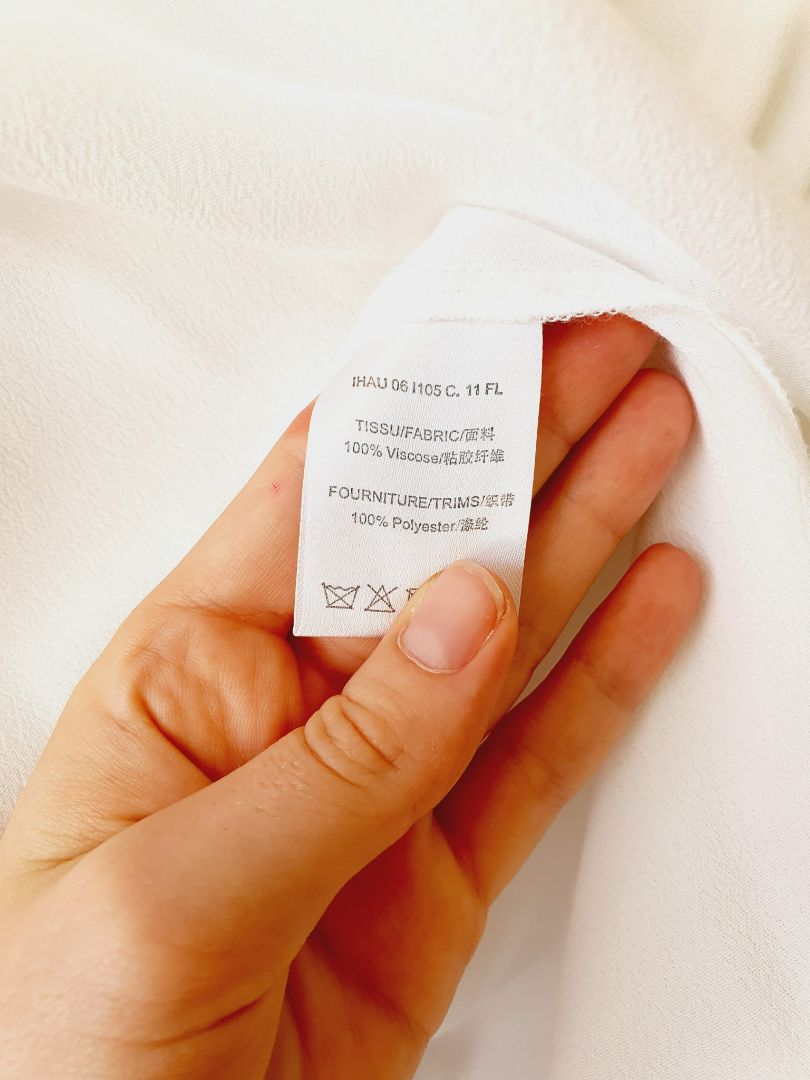 IHAU 06 I105 C. 11 FL
TISSU/FABRIC/面料
100% Viscose/粘胶纤维
FOURNITURE/TRIMS/织带
100% Polyester/涤纶